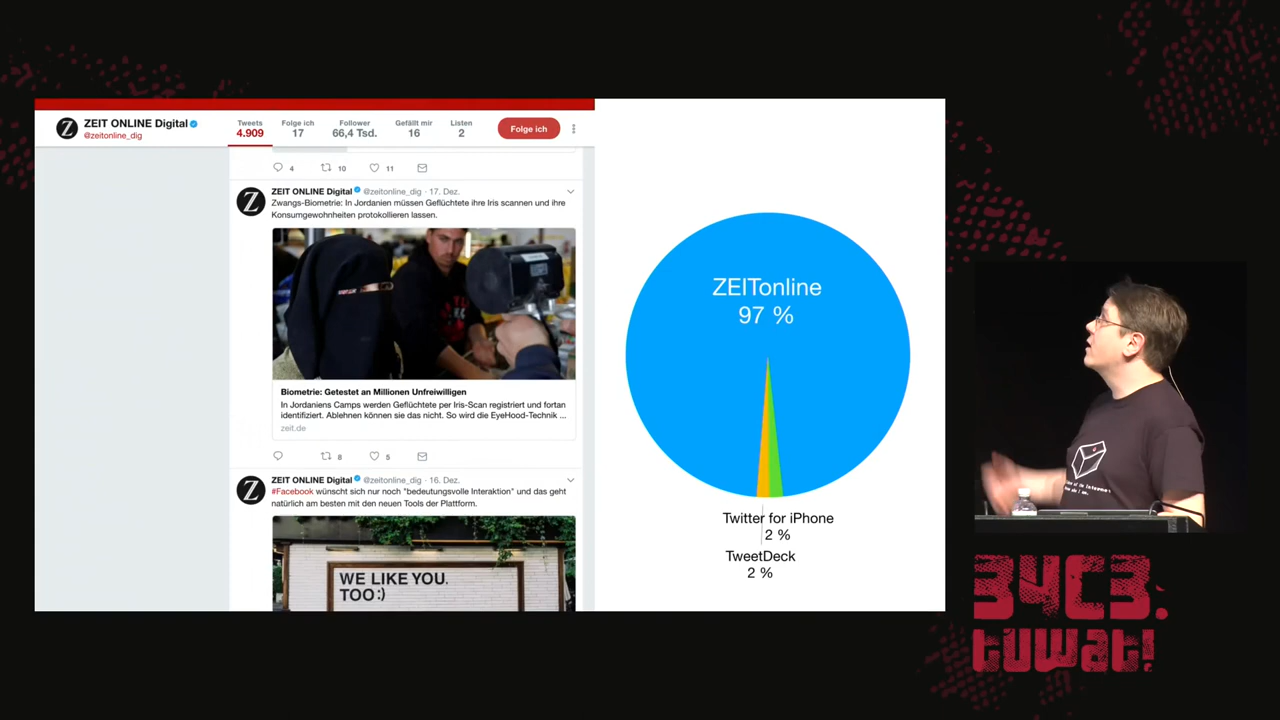 ZEIT ONLINE Digital
@zeitonline_dig
Tweets
4.909
Folge ich
17
Follower
66,4 Tsd.
Gefällt mir
16
Listen
2
Folge ich
4
10
11
ZEIT ONLINE Digital @zeitonline_dig · 17. Dez.
Zwangs-Biometrie: In Jordanien müssen Geflüchtete ihre Iris scannen und ihre
Konsumgewohnheiten protokollieren lassen.
Biometrie: Getestet an Millionen Unfreiwilligen
In Jordaniens Camps werden Geflüchtete per Iris-Scan registriert und fortan
identifiziert. Ablehnen können sie das nicht. So wird die EyeHood-Technik ...
zeit.de
8
5
ZEIT ONLINE Digital @zeitonline_dig · 16. Dez.
#Facebook wünscht sich nur noch "bedeutungsvolle Interaktion" und das geht
natürlich am besten mit den neuen Tools der Plattform.
WE LIKE YOU.
TOO :)
ZEITonline
97 %
Twitter for iPhone
2 %
TweetDeck
2 %
34C3.
tuwat!